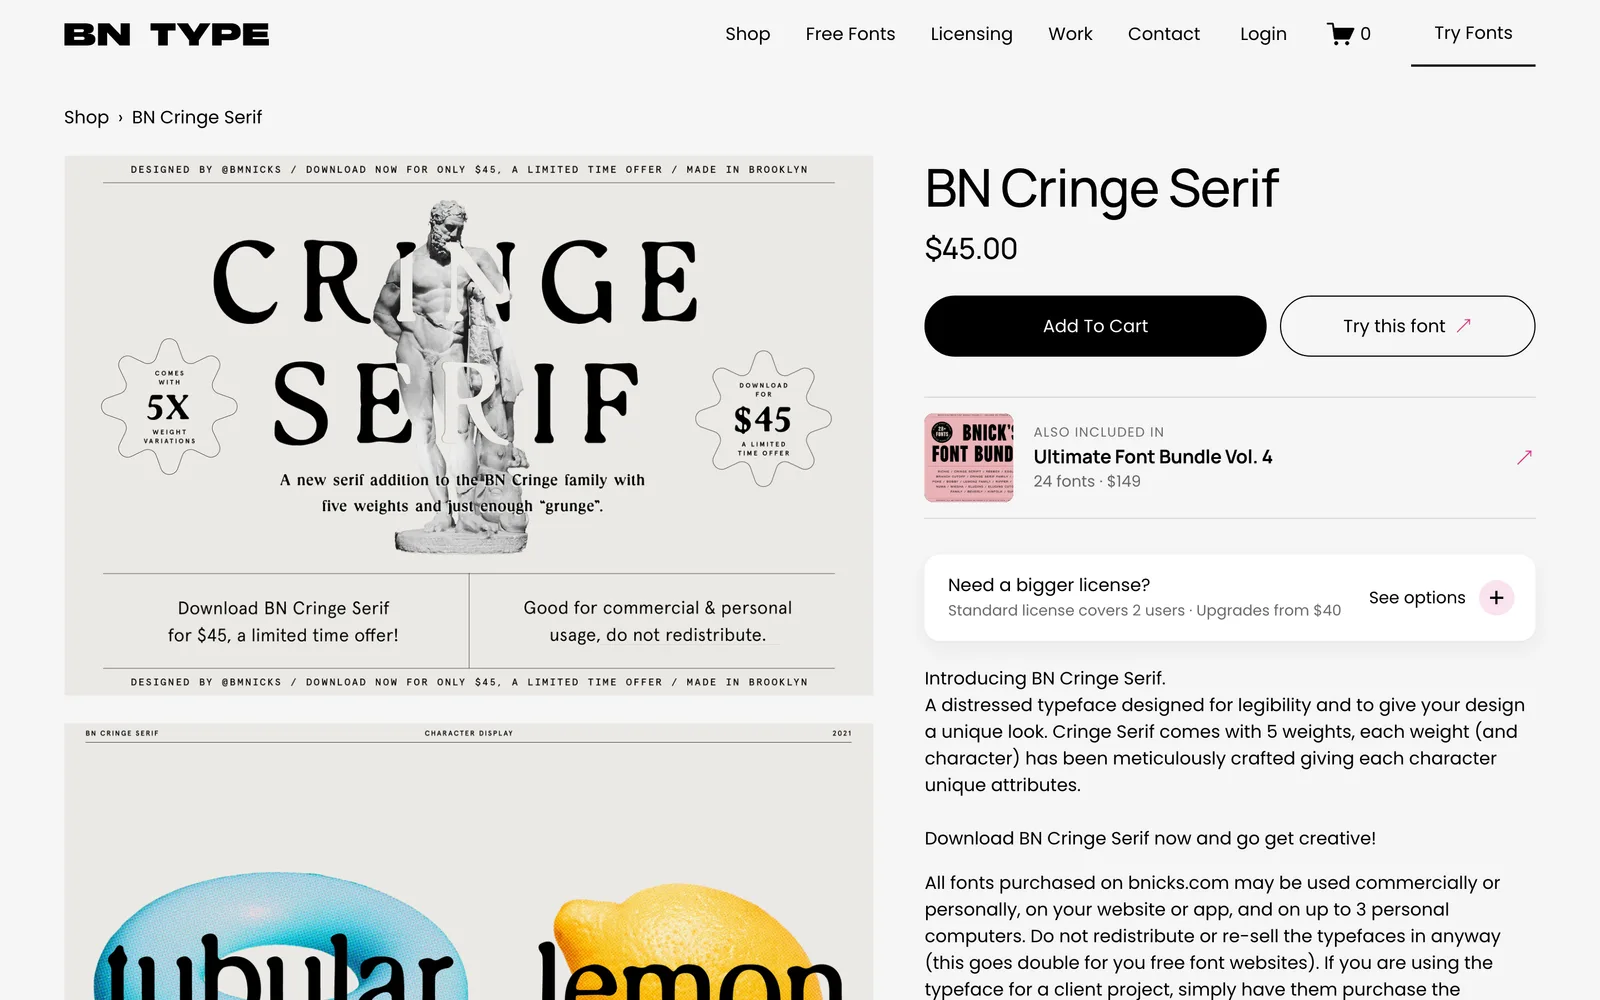 BN TYPE
Shop
Free Fonts
Licensing
Work
Contact
Login
0
Try Fonts
Shop › BN Cringe Serif
DESIGNED BY @BMNICKS / DOWNLOAD NOW FOR ONLY $45, A LIMITED TIME OFFER / MADE IN BROOKLYN
CRINGE
SERIF
COMES
WITH
5X
WEIGHT
VARIATIONS
DOWNLOAD
FOR
$45
A LIMITED
TIME OFFER
A new serif addition to the BN Cringe family with
five weights and just enough “grunge”.
Download BN Cringe Serif
for $45, a limited time offer!
Good for commercial & personal
usage, do not redistribute.
DESIGNED BY @BMNICKS / DOWNLOAD NOW FOR ONLY $45, A LIMITED TIME OFFER / MADE IN BROOKLYN
BN CRINGE SERIF
CHARACTER DISPLAY
2021
tubular
lemon
BN Cringe Serif
$45.00
Add To Cart
Try this font
BNICK'S
FONT BUND
ALSO INCLUDED IN
Ultimate Font Bundle Vol. 4
24 fonts · $149
Need a bigger license?
Standard license covers 2 users · Upgrades from $40
See options
Introducing BN Cringe Serif.
A distressed typeface designed for legibility and to give your design
a unique look. Cringe Serif comes with 5 weights, each weight (and
character) has been meticulously crafted giving each character
unique attributes.
Download BN Cringe Serif now and go get creative!
All fonts purchased on bnicks.com may be used commercially or
personally, on your website or app, and on up to 3 personal
computers. Do not redistribute or re-sell the typefaces in anyway
(this goes double for you free font websites). If you are using the
typeface for a client project, simply have them purchase the